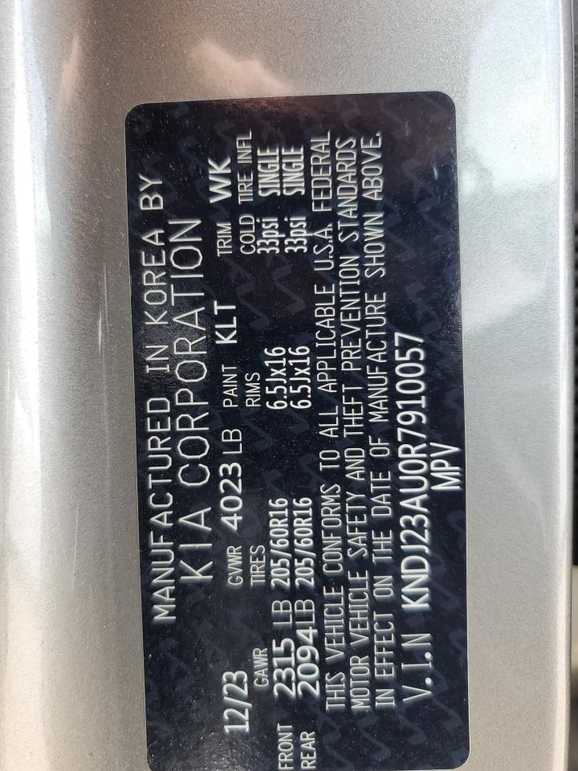 MANUFACTURED IN KOREA BY
KIA CORPORATION
12/23 GVWR 4023 LB PAINT KLT TRIM WK
GAWR TIRES RIMS COLD TIRE INFL
FRONT 2315 LB 205/60R16 6.5Jx16 33psi SINGLE
REAR 2094LB 205/60R16 6.5Jx16 33psi SINGLE
THIS VEHICLE CONFORMS TO ALL APPLICABLE U.S.A. FEDERAL
MOTOR VEHICLE SAFETY AND THEFT PREVENTION STANDARDS
IN EFFECT ON THE DATE OF MANUFACTURE SHOWN ABOVE.
V.I.N KNDJ23AU0R7910057
MPV